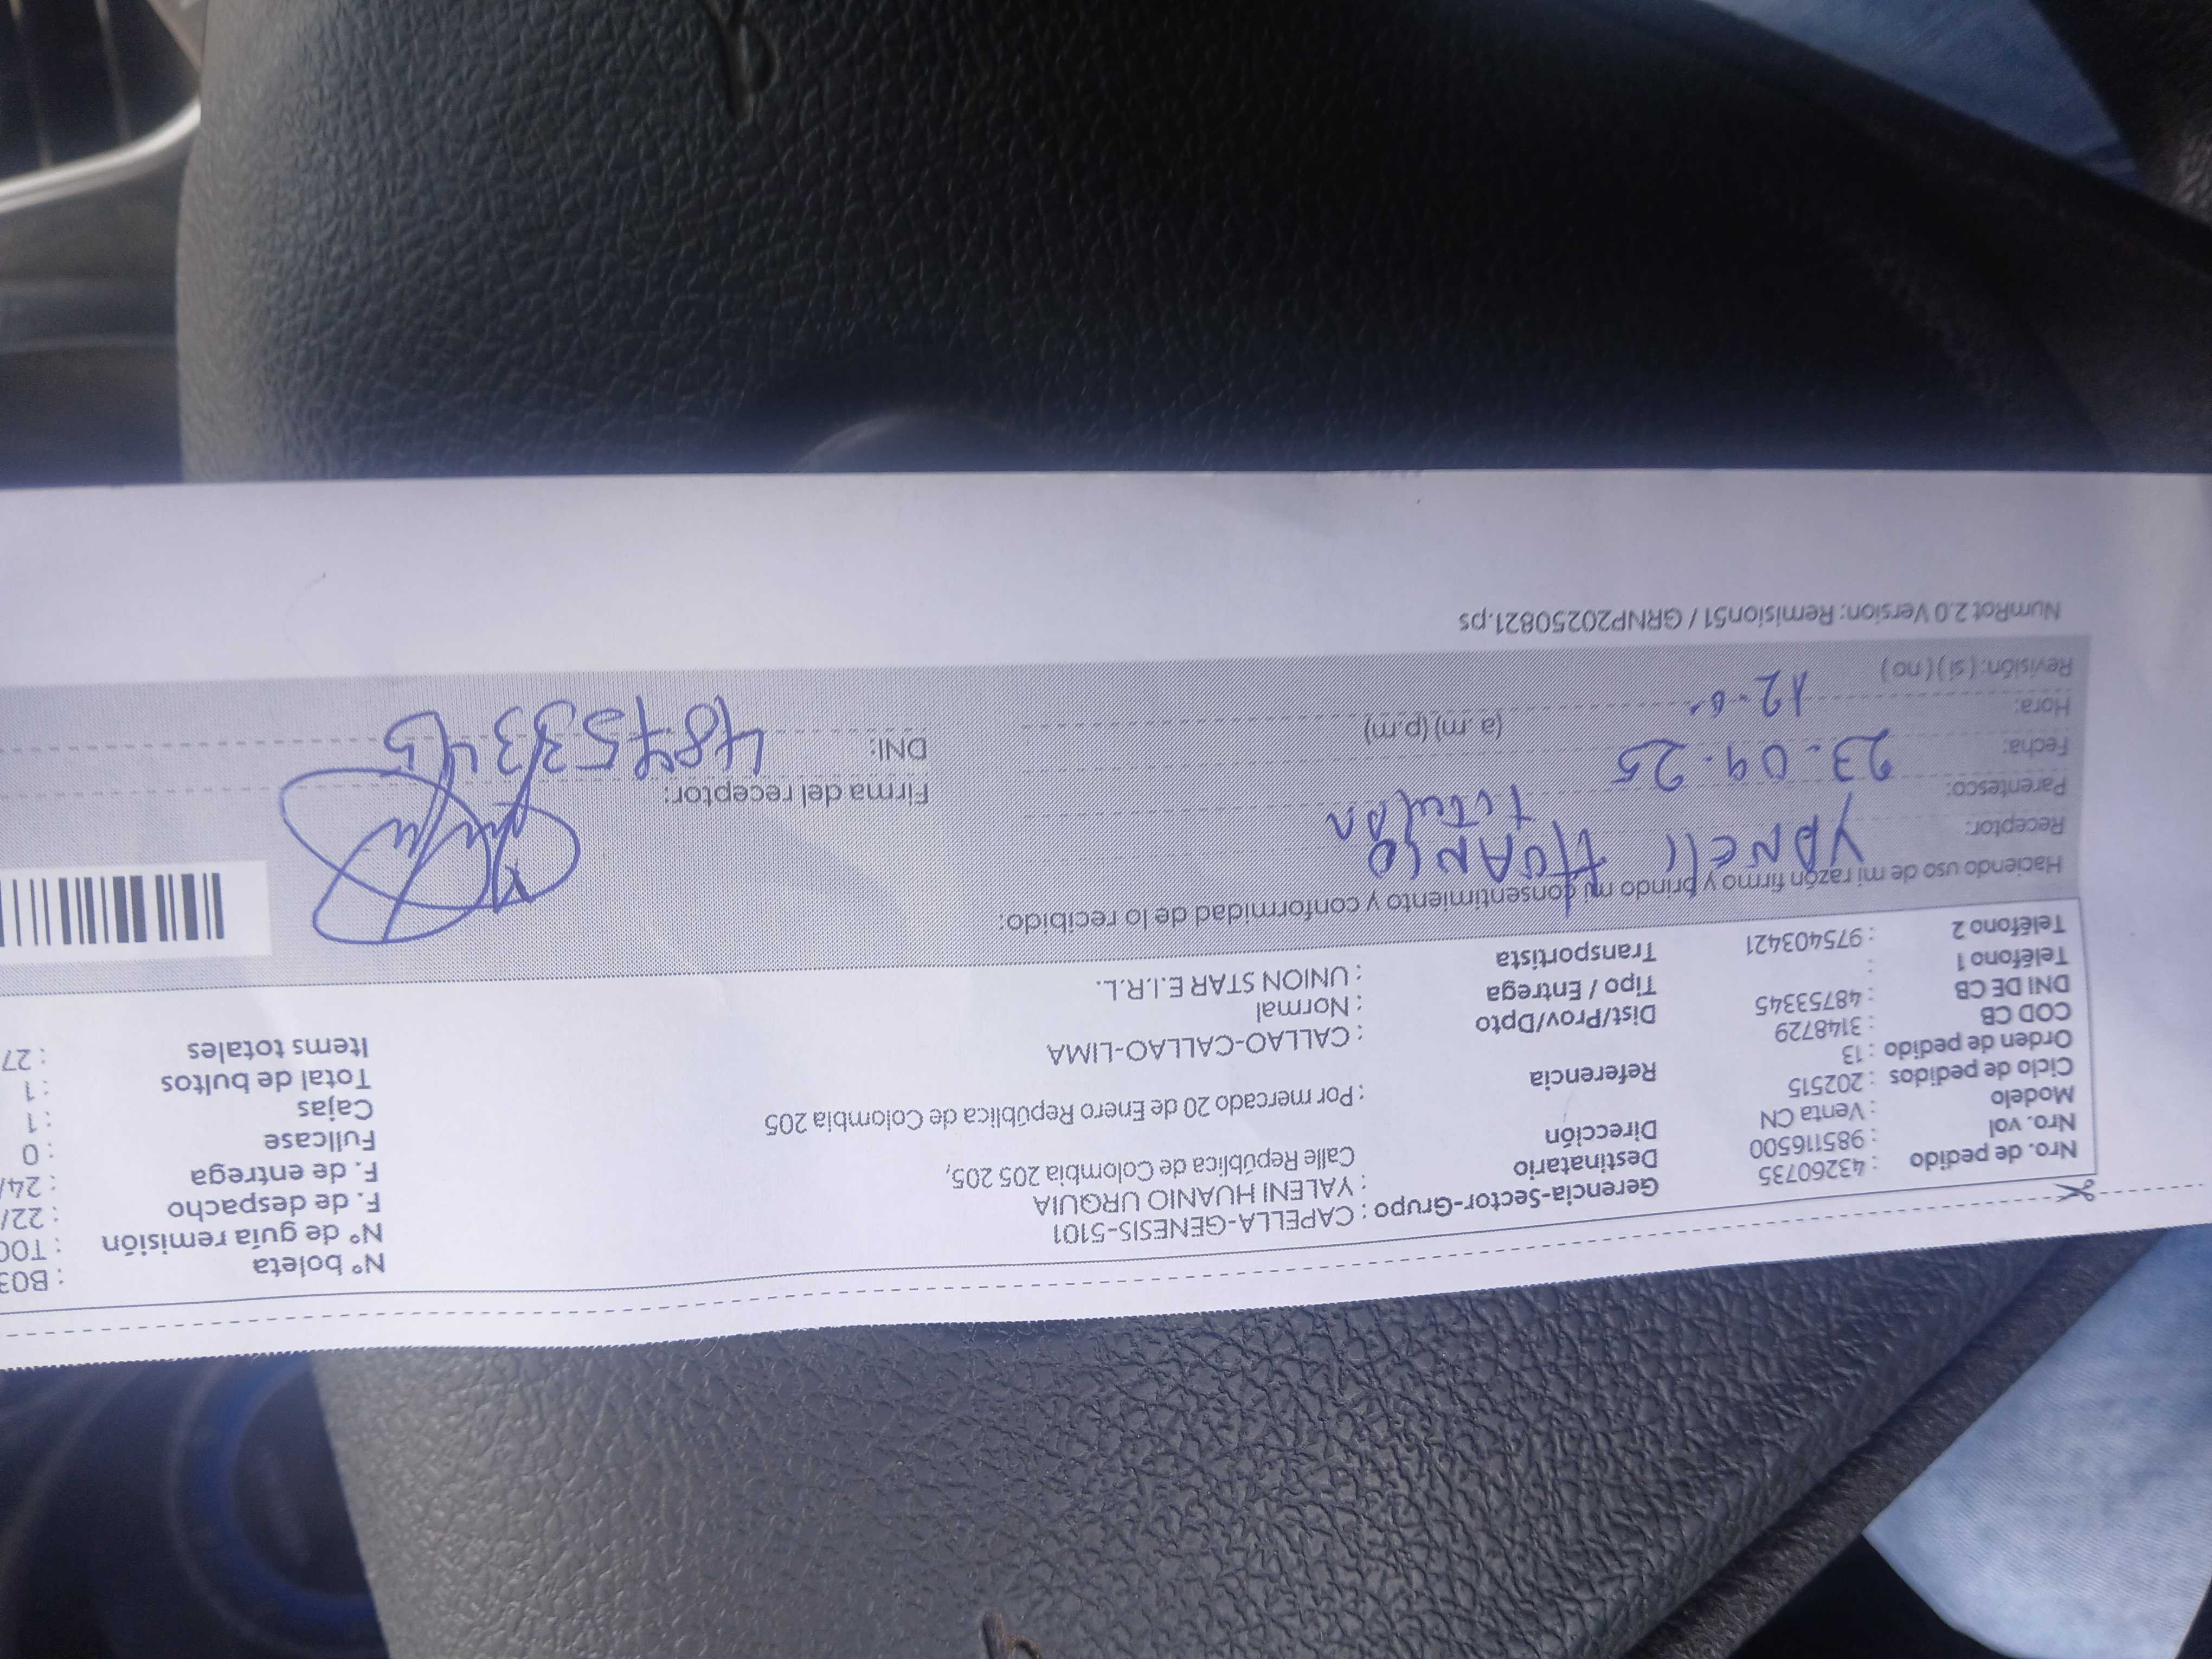 Nro. de pedido : 43260735
Nro. vol : 985116500
Modelo : Venta CN
Ciclo de pedidos : 202515
Orden de pedido : 13
COD CB : 3148729
DNI DE CB : 48753345
Teléfono 1 :
Teléfono 2 : 975403421
Gerencia-Sector-Grupo : CAPELLA-GENESIS-5101
Destinatario : YALENI HUANIO URQUIA
Dirección Calle República de Colombia 205 205,
Referencia : Por mercado 20 de Enero República de Colombia 205
Dist/Prov/Dpto : CALLAO-CALLAO-LIMA
Tipo / Entrega : Normal
Transportista : UNION STAR E.I.R.L.
N° boleta : B03
N° de guía remisión : T00
F. de despacho : 22/
F. de entrega : 24/
Fullcase : 0
Cajas : 1
Total de bultos : 1
Items totales : 27
Haciendo uso de mi razón firmo y brindo mi consentimiento y conformidad de lo recibido:
Receptor:
Parentesco:
Fecha: 23-09-25
Hora: 12 (a.m) (p.m)
Revisión: ( si ) ( no )
Firma del receptor:
DNI: 48753345
NumRot 2.0 Version: Remision51 / GRNP20250821.ps